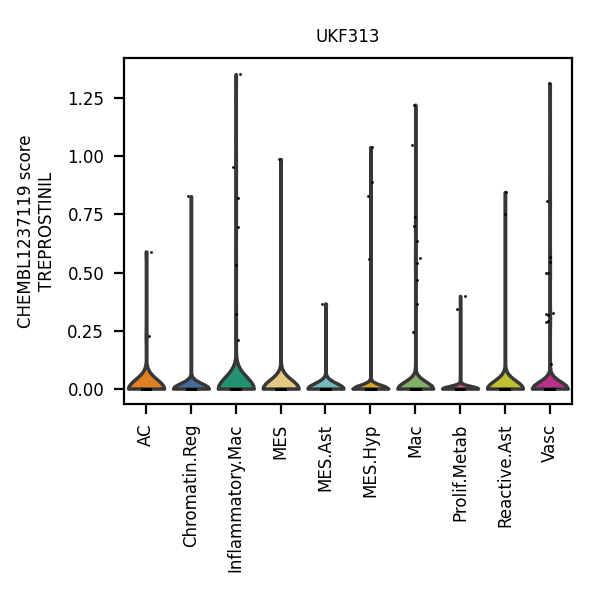 UKF313
CHEMBL1237119 score
TREPROSTINIL
1.25
1.00
0.75
0.50
0.25
0.00
AC
Chromatin.Reg
Inflammatory.Mac
MES
MES.Ast
MES.Hyp
Mac
Prolif.Metab
Reactive.Ast
Vasc